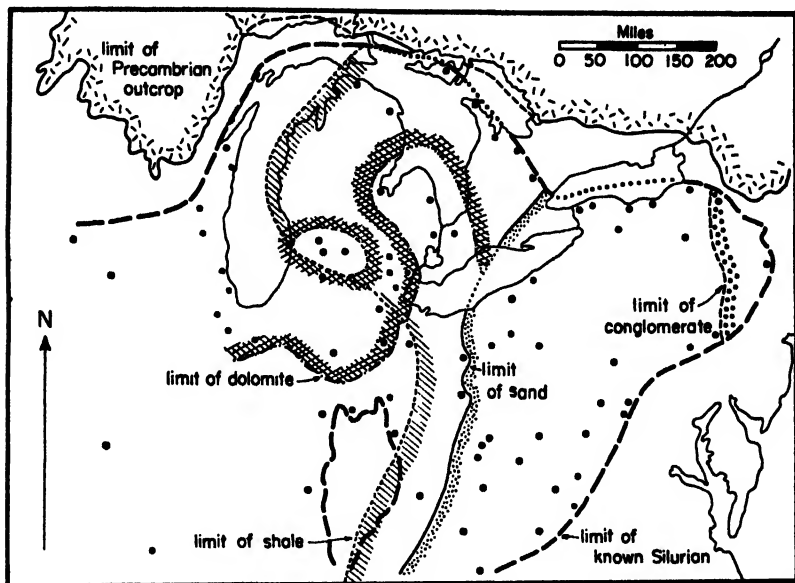 limit of
Precambrian
outcrop
Miles
0 50 100 150 200
N
limit of
conglomerate
limit of dolomite
limit
of sand
limit of shale
limit of
known Silurian